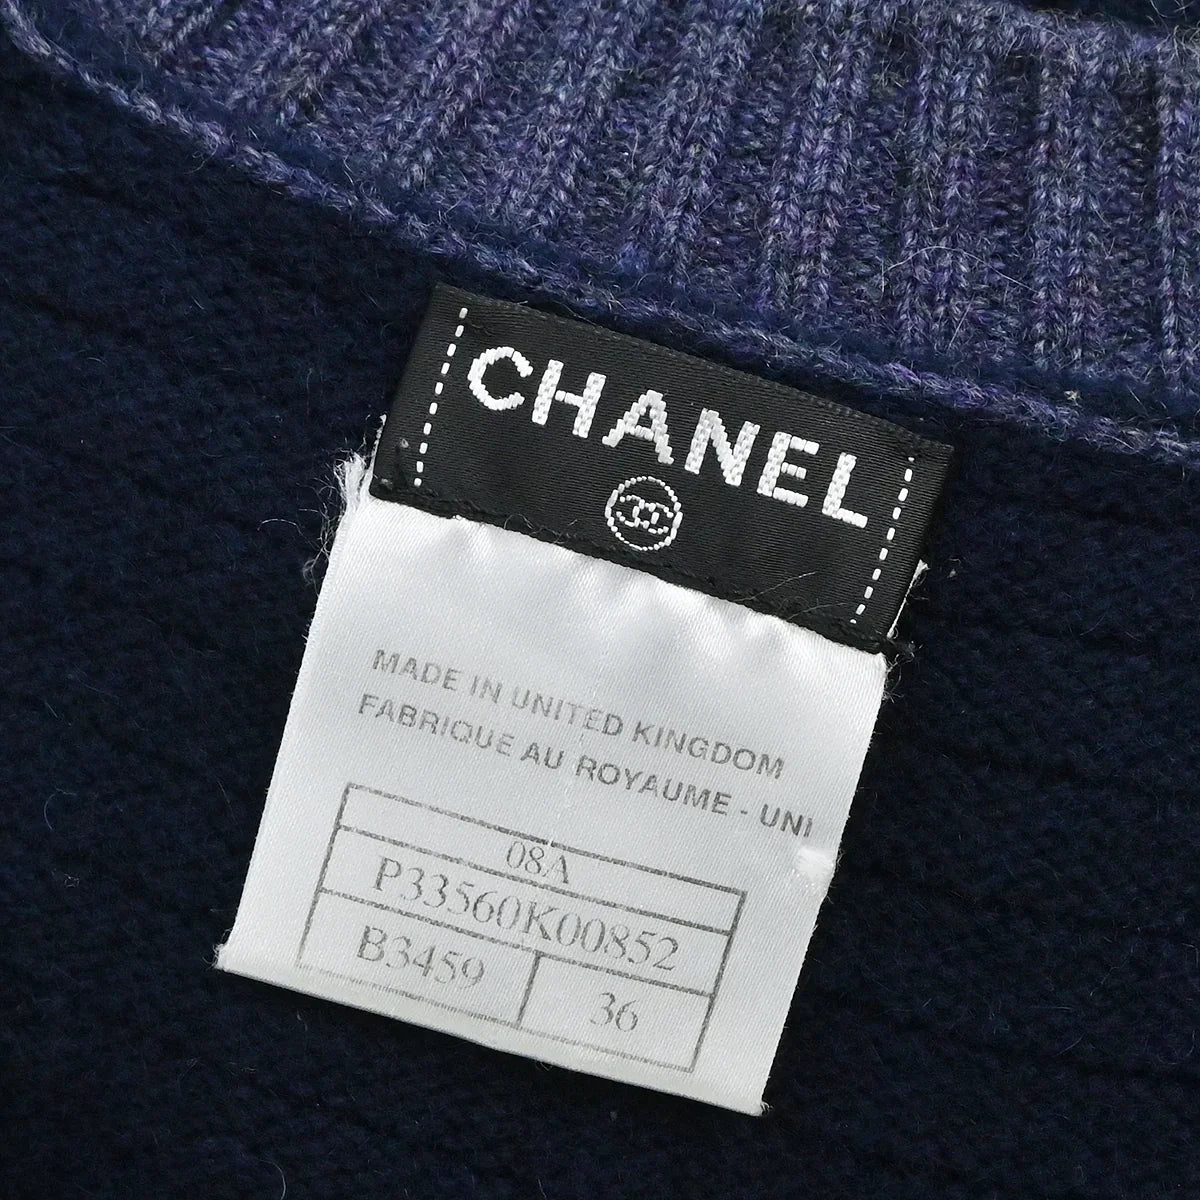 CHANEL
MADE IN UNITED KINGDOM
FABRIQUE AU ROYAUME - UNI
08A
P33560K00852
B3459 36